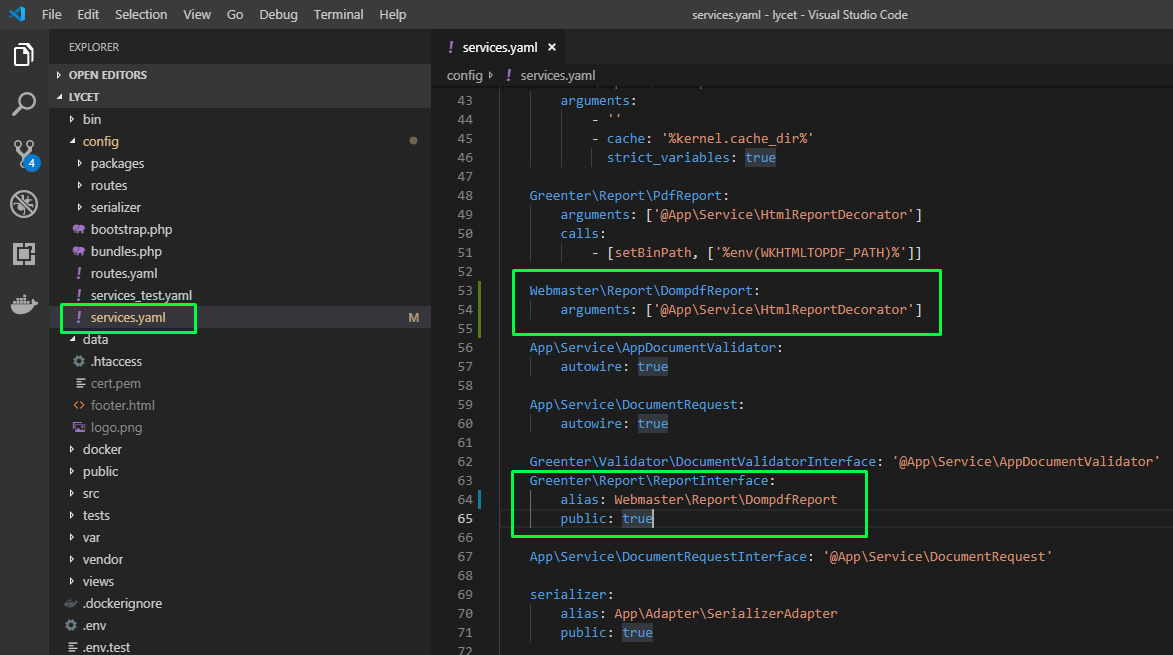 File Edit Selection View Go Debug Terminal Help
services.yaml - lycet - Visual Studio Code
EXPLORER
OPEN EDITORS
LYCET
bin
config
packages
routes
serializer
bootstrap.php
bundles.php
routes.yaml
services_test.yaml
services.yaml M
data
.htaccess
cert.pem
footer.html
logo.png
docker
public
src
tests
var
vendor
views
.dockerignore
.env
.env.test
4
services.yaml ×
config services.yaml
43 arguments:
44 - ''
45 - cache: '%kernel.cache_dir%'
46 strict_variables: true
47
48 Greenter\Report\PdfReport:
49 arguments: ['@App\Service\HtmlReportDecorator']
50 calls:
51 - [setBinPath, ['%env(WKHTMLTOPDF_PATH)%']]
52
53 Webmaster\Report\DompdfReport:
54 arguments: ['@App\Service\HtmlReportDecorator']
55
56 App\Service\AppDocumentValidator:
57 autowire: true
58
59 App\Service\DocumentRequest:
60 autowire: true
61
62 Greenter\Validator\DocumentValidatorInterface: '@App\Service\AppDocumentValidator'
63 Greenter\Report\ReportInterface:
64 alias: Webmaster\Report\DompdfReport
65 public: true
66
67 App\Service\DocumentRequestInterface: '@App\Service\DocumentRequest'
68
69 serializer:
70 alias: App\Adapter\SerializerAdapter
71 public: true
72